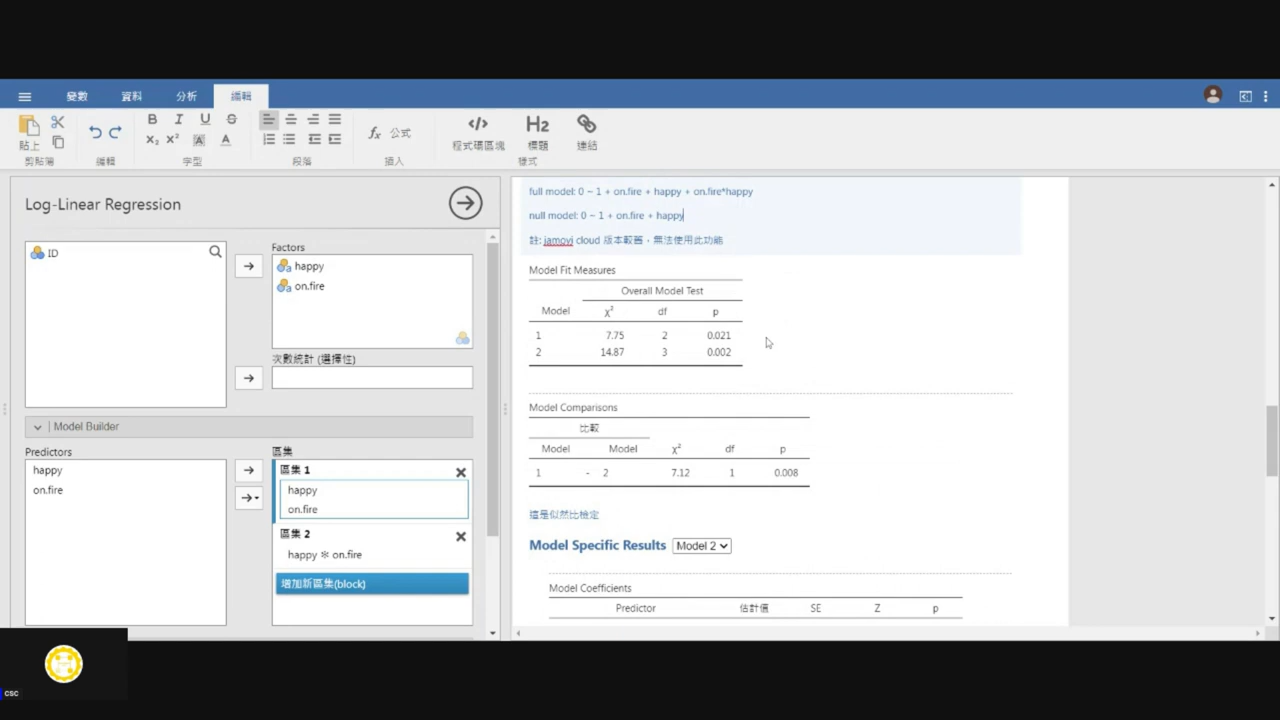 變數 資料 分析 編輯
貼上
程式碼區塊 標題 連結
剪貼簿 編輯 字型 段落 插入 樣式
B I U S
X₂ X² A A
fx 公式
</> H2
Log-Linear Regression
ID
Factors
happy
on.fire
次數統計 (選擇性)
Model Builder
Predictors
happy
on.fire
區集
區集 1
happy
on.fire
區集 2
happy ✻ on.fire
增加新區集(block)
full model: 0 ~ 1 + on.fire + happy + on.fire*happy
null model: 0 ~ 1 + on.fire + happy
註: jamovi cloud 版本較舊，無法使用此功能
Model Fit Measures
Overall Model Test
Model χ² df p
1 7.75 2 0.021
2 14.87 3 0.002
Model Comparisons
比較
Model Model χ² df p
1 - 2 7.12 1 0.008
這是似然比檢定
Model Specific Results Model 2
Model Coefficients
Predictor 估計值 SE Z p
csc